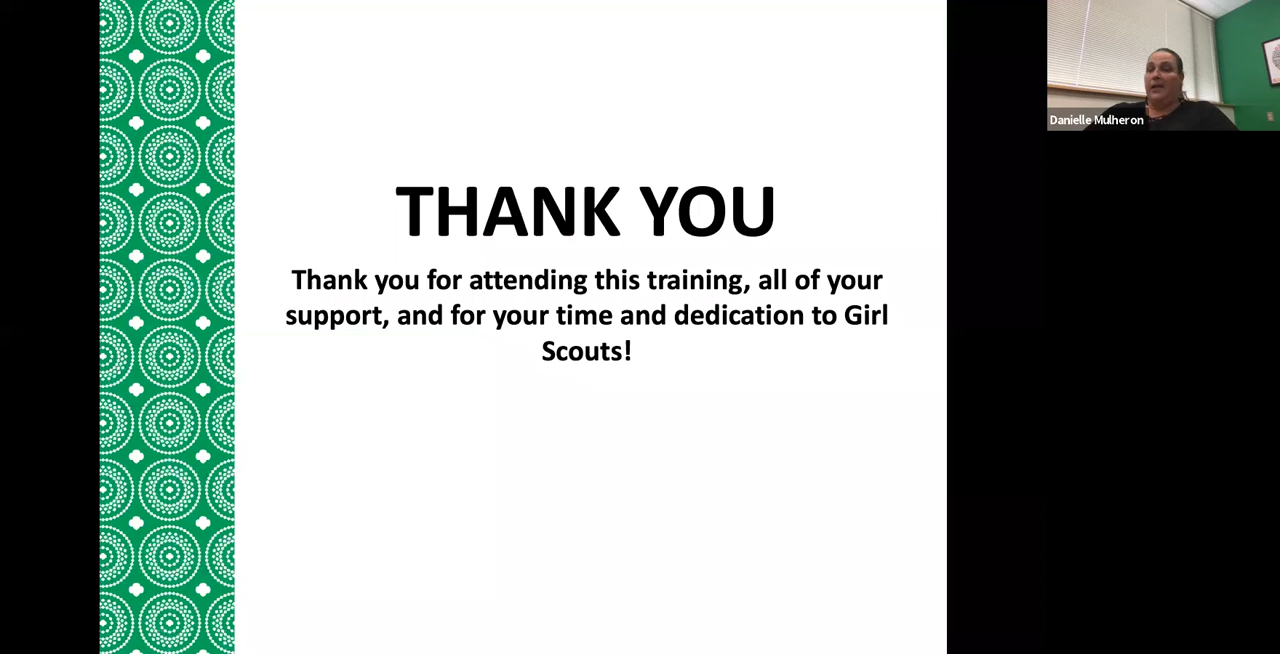 THANK YOU
Thank you for attending this training, all of your
support, and for your time and dedication to Girl
Scouts!
Danielle Mulheron